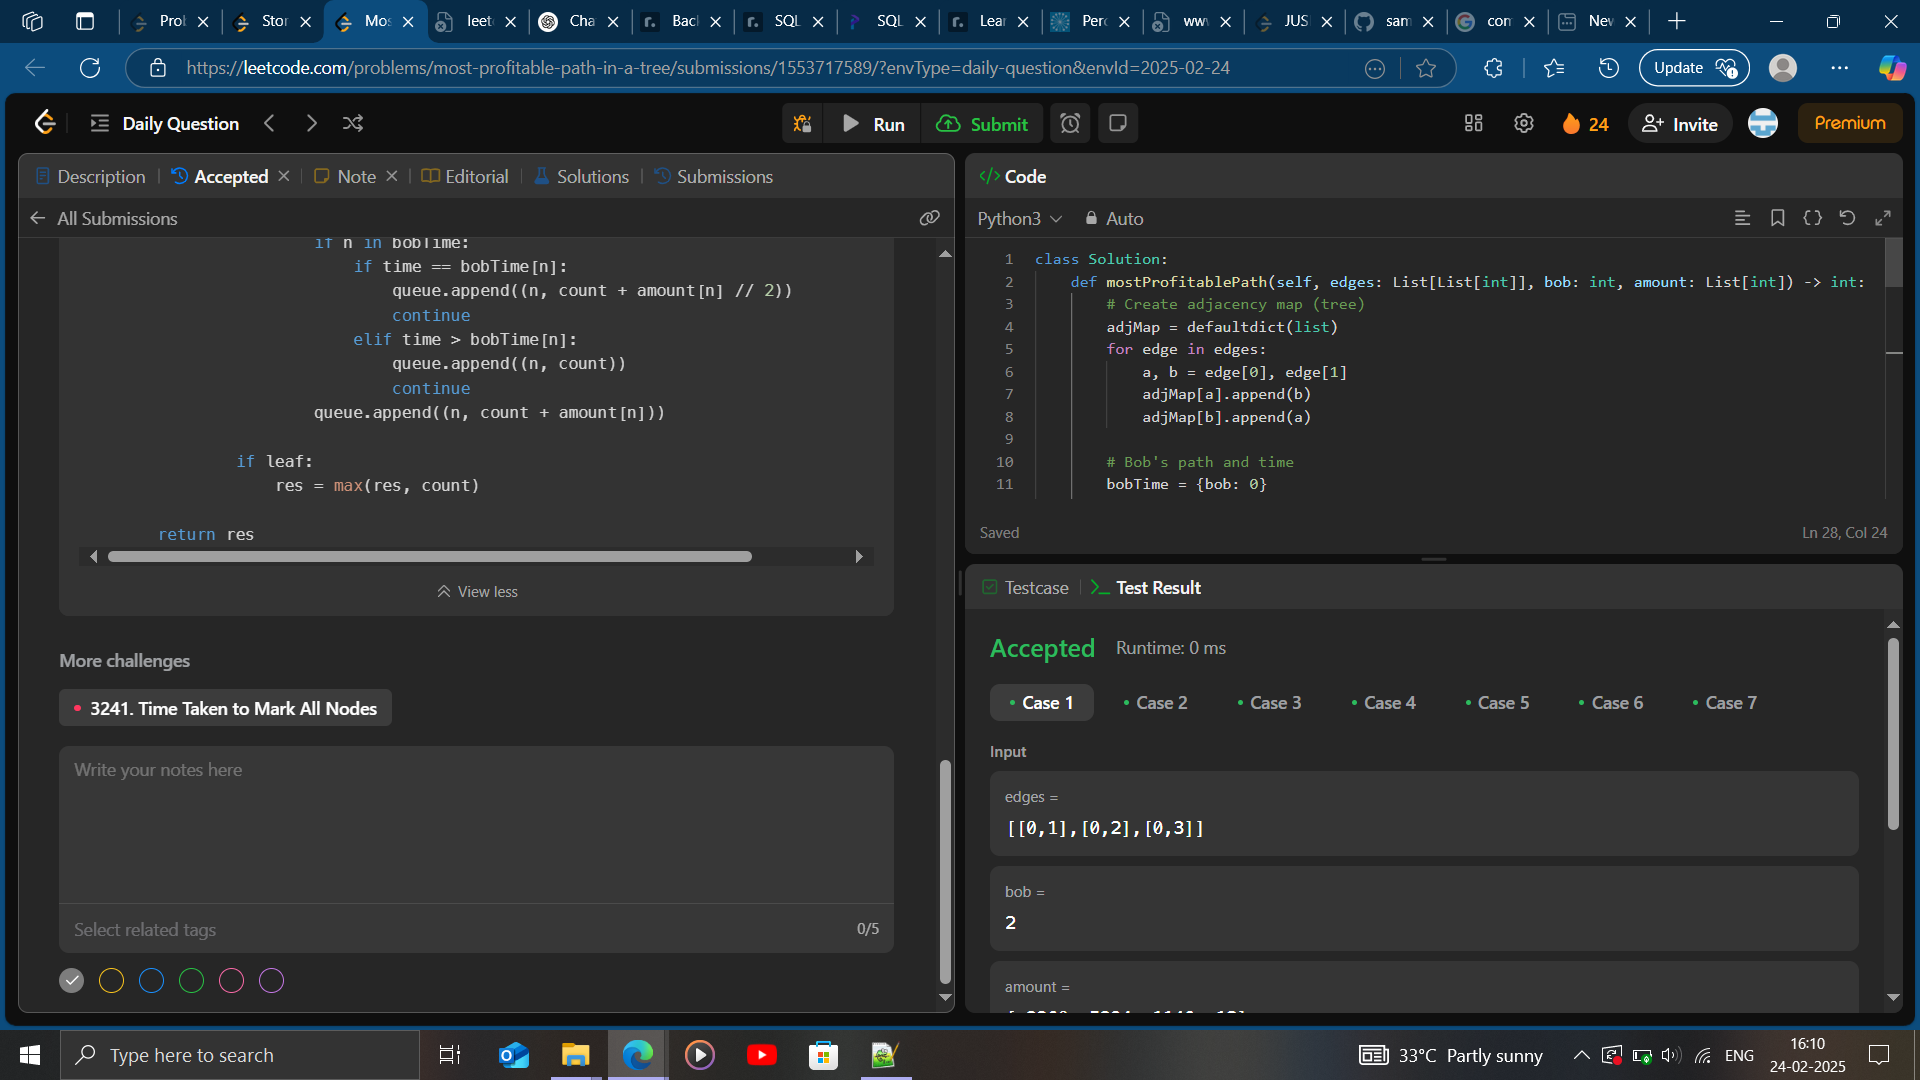 Prol
Stor
Mos
leet
Cha
Bacl
SQL
SQL
Lear
Perc
ww
JUS
sam
con
Nev
https://leetcode.com/problems/most-profitable-path-in-a-tree/submissions/1553717589/?envType=daily-question&envId=2025-02-24
Update
Daily Question
Run
Submit
24
Invite
Premium
Description
Accepted
Note
Editorial
Solutions
Submissions
All Submissions
if n in bobTime:
if time == bobTime[n]:
queue.append((n, count + amount[n] // 2))
continue
elif time > bobTime[n]:
queue.append((n, count))
continue
queue.append((n, count + amount[n]))
if leaf:
res = max(res, count)
return res
View less
More challenges
3241. Time Taken to Mark All Nodes
Write your notes here
Select related tags
0/5
</> Code
Python3
Auto
1 class Solution:
2 def mostProfitablePath(self, edges: List[List[int]], bob: int, amount: List[int]) -> int:
3 # Create adjacency map (tree)
4 adjMap = defaultdict(list)
5 for edge in edges:
6 a, b = edge[0], edge[1]
7 adjMap[a].append(b)
8 adjMap[b].append(a)
9
10 # Bob's path and time
11 bobTime = {bob: 0}
Saved
Ln 28, Col 24
Testcase
Test Result
Accepted
Runtime: 0 ms
Case 1
Case 2
Case 3
Case 4
Case 5
Case 6
Case 7
Input
edges =
[[0,1],[0,2],[0,3]]
bob =
2
amount =
Type here to search
33°C Partly sunny
ENG
16:10
24-02-2025